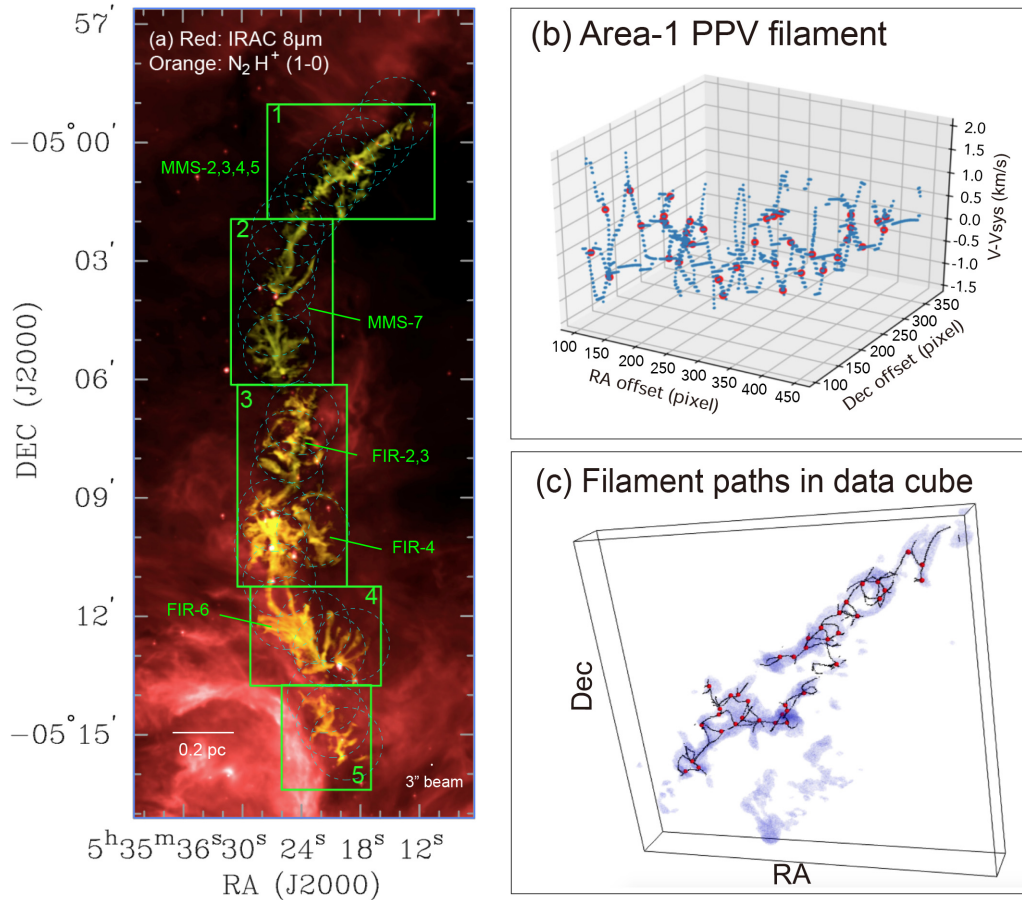 (a) Red: IRAC 8μm
Orange: N₂H⁺ (1-0)
57′
−05°00′
03′
06′
09′
12′
−05°15′
DEC (J2000)
1
MMS-2,3,4,5
2
MMS-7
3
FIR-2,3
FIR-4
4
FIR-6
5
0.2 pc
3” beam
5ʰ35ᵐ36ˢ30ˢ 24ˢ 18ˢ 12ˢ
RA (J2000)
(b) Area-1 PPV filament
2.0
1.5
1.0
0.5
0.0
-0.5
-1.0
-1.5
V-Vsys (km/s)
100 150 200 250 300 350 400 450
RA offset (pixel)
100 150 200 250 300 350
Dec offset (pixel)
(c) Filament paths in data cube
Dec
RA